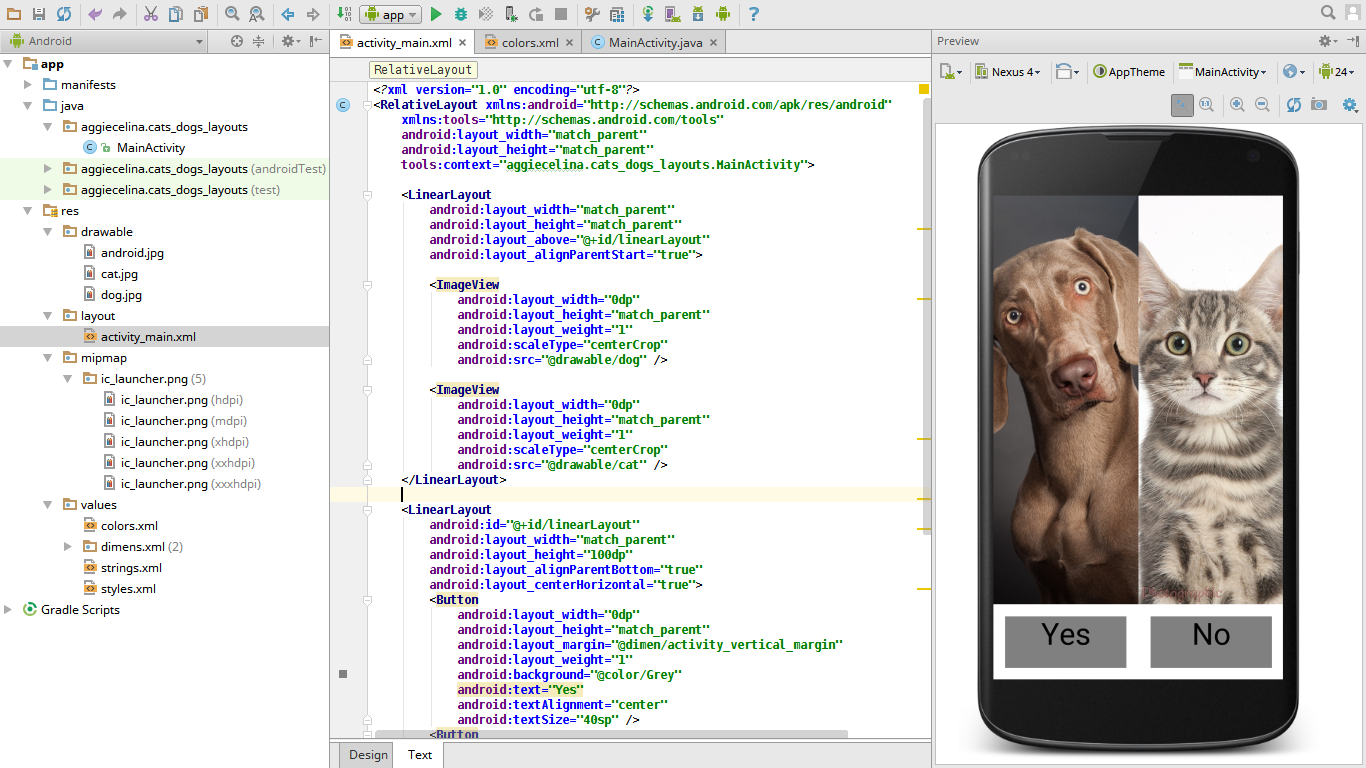 app
Android
activity_main.xml
colors.xml
MainActivity.java
Preview
app
manifests
java
aggiecelina.cats_dogs_layouts
MainActivity
aggiecelina.cats_dogs_layouts (androidTest)
aggiecelina.cats_dogs_layouts (test)
res
drawable
android.jpg
cat.jpg
dog.jpg
layout
activity_main.xml
mipmap
ic_launcher.png (5)
ic_launcher.png (hdpi)
ic_launcher.png (mdpi)
ic_launcher.png (xhdpi)
ic_launcher.png (xxhdpi)
ic_launcher.png (xxxhdpi)
values
colors.xml
dimens.xml (2)
strings.xml
styles.xml
Gradle Scripts
RelativeLayout
<?xml version="1.0" encoding="utf-8"?>
<RelativeLayout xmlns:android="http://schemas.android.com/apk/res/android"
xmlns:tools="http://schemas.android.com/tools"
android:layout_width="match_parent"
android:layout_height="match_parent"
tools:context="aggiecelina.cats_dogs_layouts.MainActivity">
<LinearLayout
android:layout_width="match_parent"
android:layout_height="match_parent"
android:layout_above="@+id/linearLayout"
android:layout_alignParentStart="true">
<ImageView
android:layout_width="0dp"
android:layout_height="match_parent"
android:layout_weight="1"
android:scaleType="centerCrop"
android:src="@drawable/dog" />
<ImageView
android:layout_width="0dp"
android:layout_height="match_parent"
android:layout_weight="1"
android:scaleType="centerCrop"
android:src="@drawable/cat" />
</LinearLayout>
<LinearLayout
android:id="@+id/linearLayout"
android:layout_width="match_parent"
android:layout_height="100dp"
android:layout_alignParentBottom="true"
android:layout_centerHorizontal="true">
<Button
android:layout_width="0dp"
android:layout_height="match_parent"
android:layout_margin="@dimen/activity_vertical_margin"
android:layout_weight="1"
android:background="@color/Grey"
android:text="Yes"
android:textAlignment="center"
android:textSize="40sp" />
<Button
Design Text
Nexus 4 AppTheme MainActivity 24
1:1
Yes No